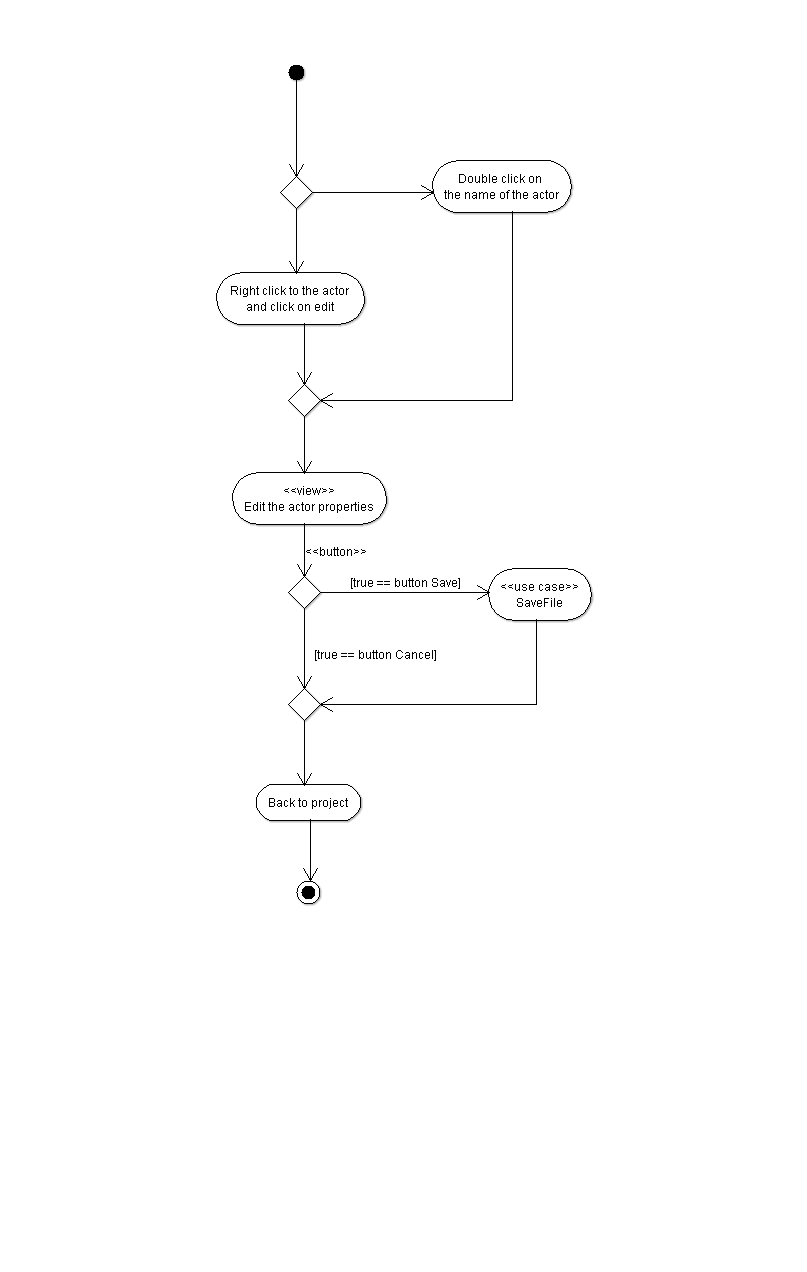 Double click on
the name of the actor
Right click to the actor
and click on edit
<<view>>
Edit the actor properties
<<button>>
[true == button Save]
<<use case>>
SaveFile
[true == button Cancel]
Back to project